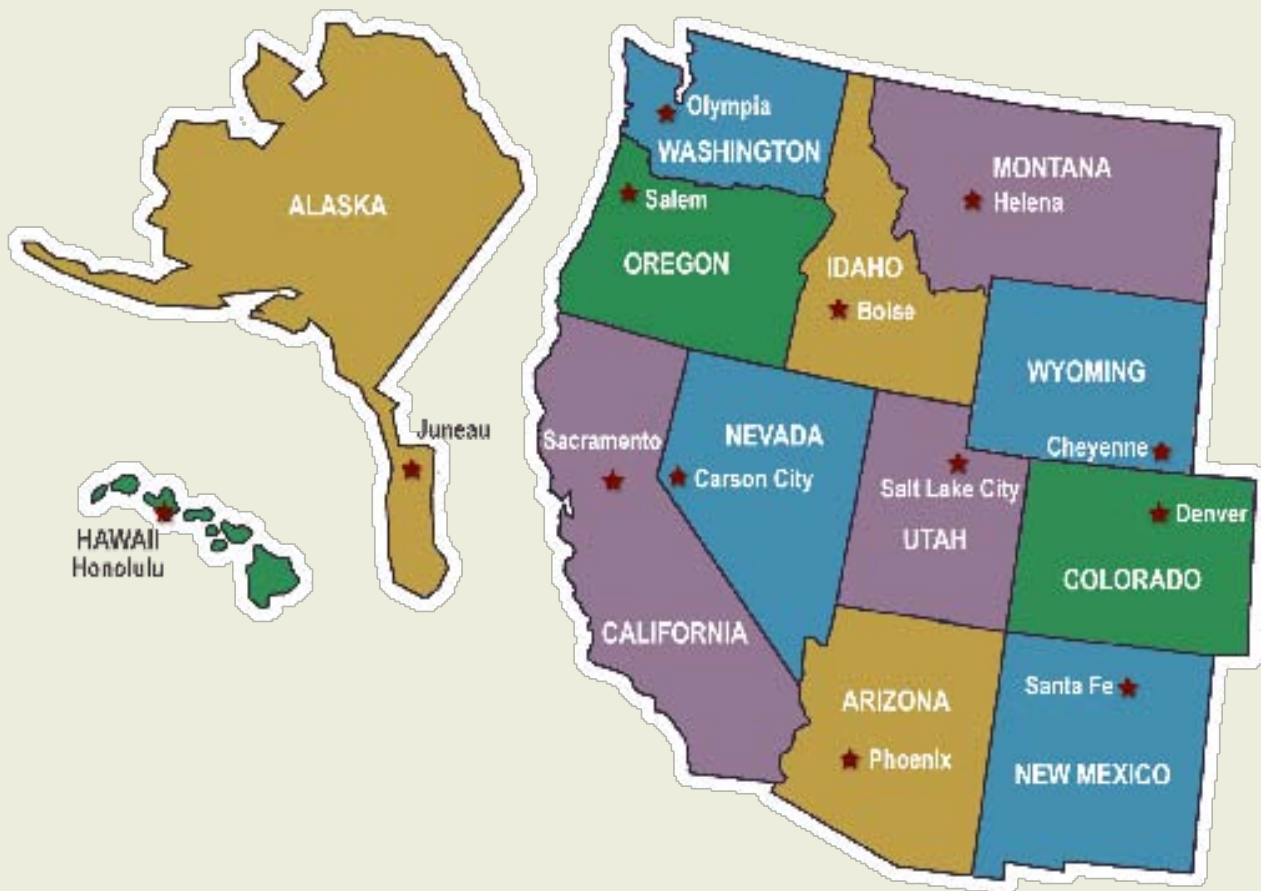 Olympia
WASHINGTON
MONTANA
Helena
ALASKA
Salem
OREGON
IDAHO
Boise
WYOMING
Juneau
Sacramento
NEVADA
Cheyenne
Carson City
Salt Lake City
Denver
HAWAII
Honolulu
UTAH
COLORADO
CALIFORNIA
Santa Fe
ARIZONA
Phoenix
NEW MEXICO